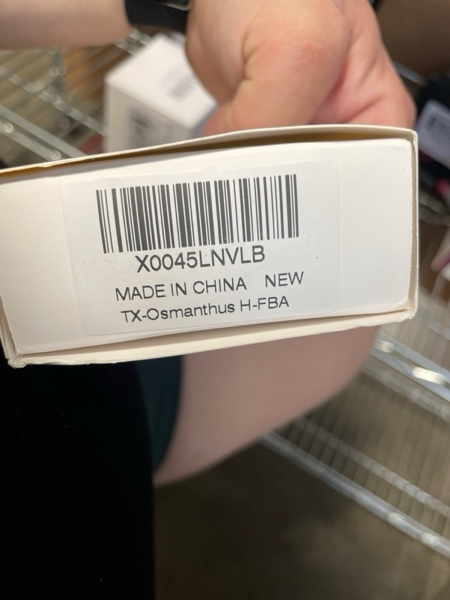 X0045LNVLB
MADE IN CHINA NEW
TX-Osmanthus H-FBA